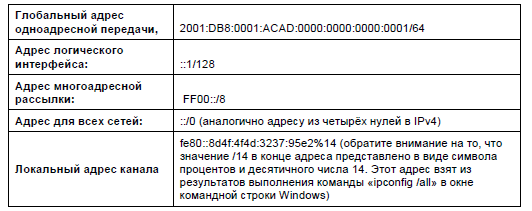 Глобальный адрес
одноадресной передачи,
2001:DB8:0001:ACAD:0000:0000:0000:0001/64
Адрес логического
интерфейса:
::1/128
Адрес многоадресной
рассылки:
FF00::/8
Адрес для всех сетей:
::/0 (аналогично адресу из четырёх нулей в IPv4)
Локальный адрес канала
fe80::8d4f:4f4d:3237:95e2%14 (обратите внимание на то, что
значение /14 в конце адреса представлено в виде символа
процентов и десятичного числа 14. Этот адрес взят из
результатов выполнения команды «ipconfig /all» в окне
командной строки Windows)